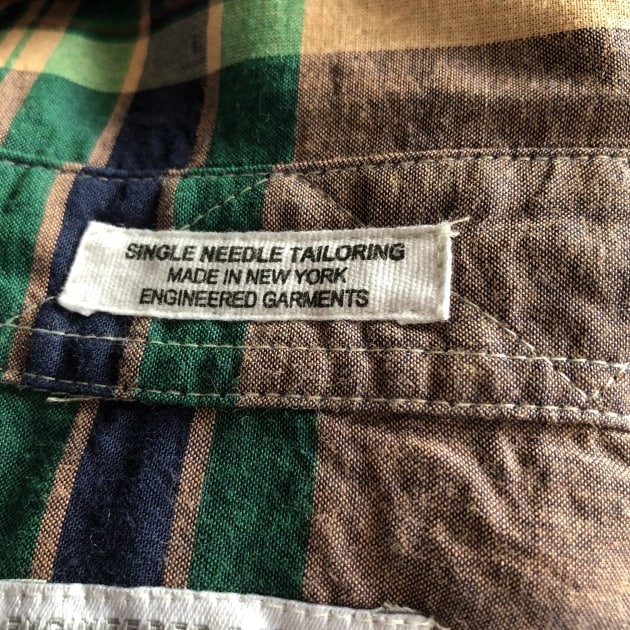 SINGLE NEEDLE TAILORING
MADE IN NEW YORK
ENGINEERED GARMENTS